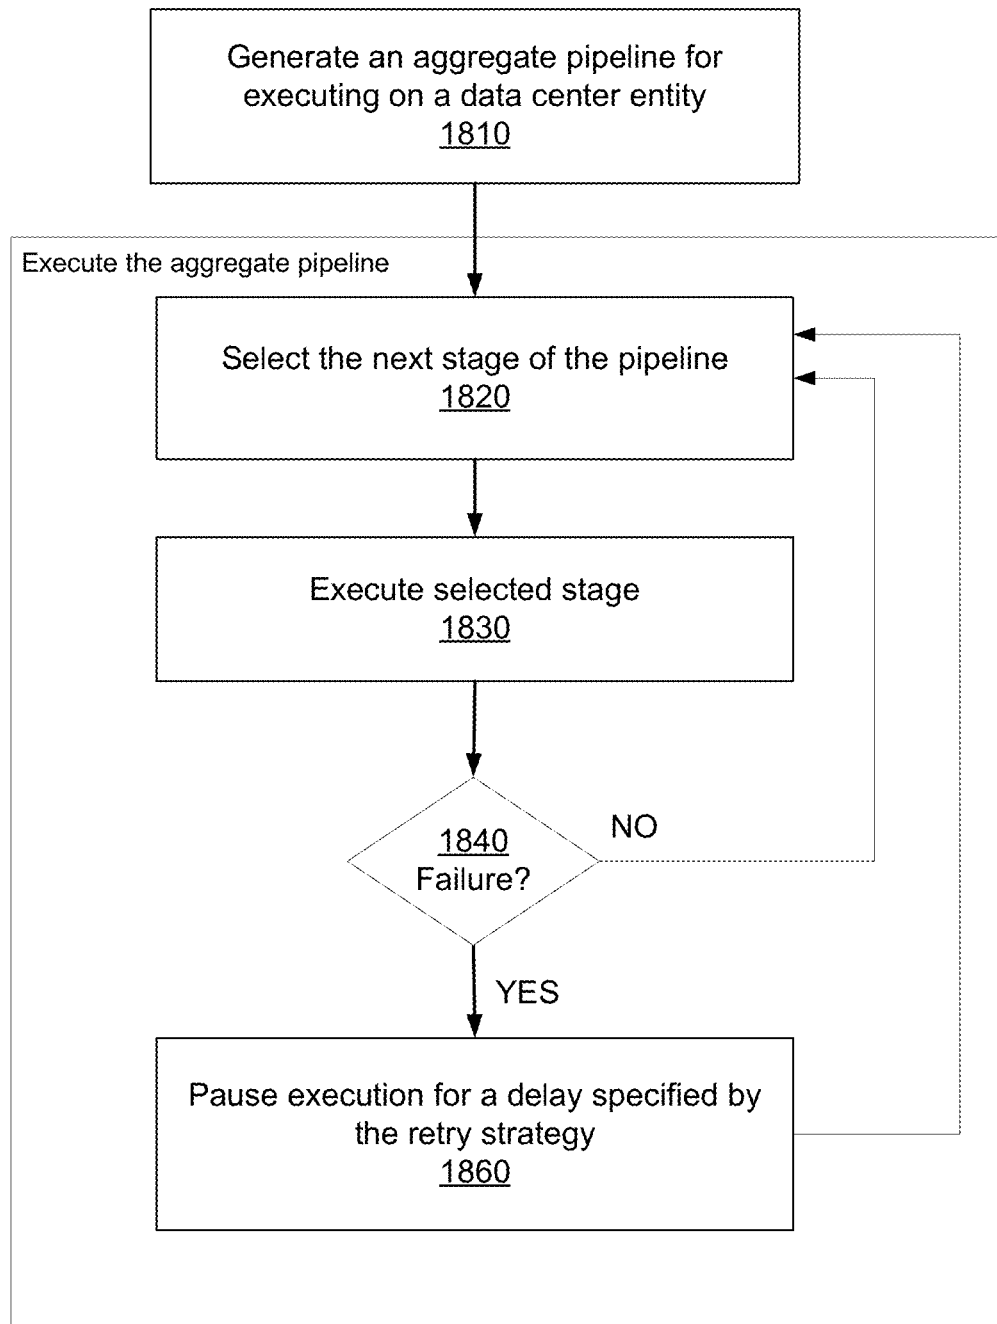 Generate an aggregate pipeline for
executing on a data center entity
1810
Execute the aggregate pipeline
Select the next stage of the pipeline
1820
Execute selected stage
1830
1840
Failure?
NO
YES
Pause execution for a delay specified by
the retry strategy
1860